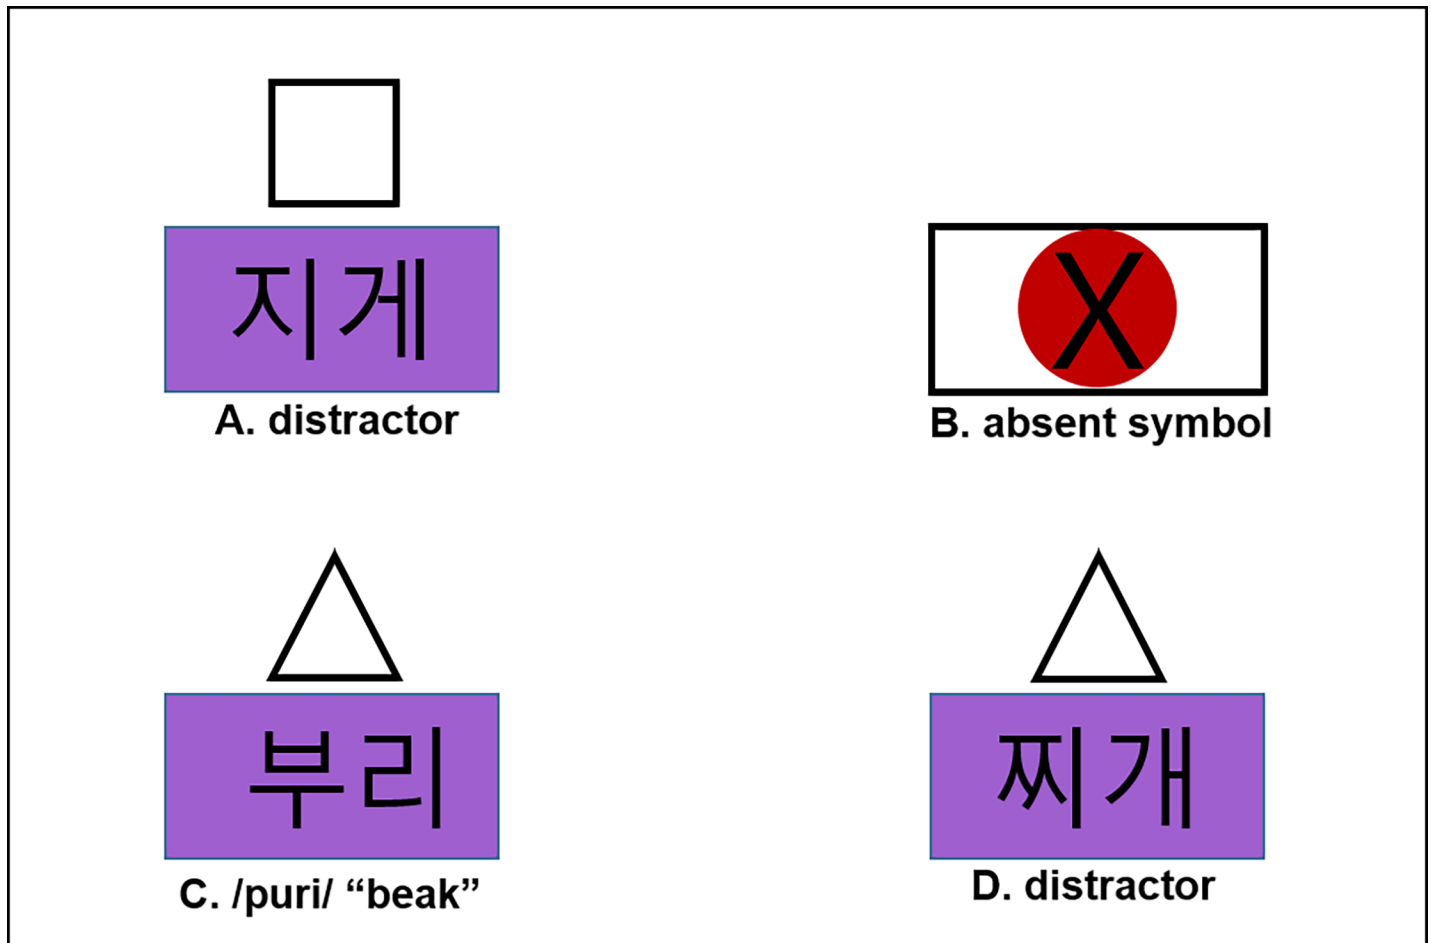 지게
A. distractor
X
B. absent symbol
부리
C. /puri/ “beak”
찌개
D. distractor